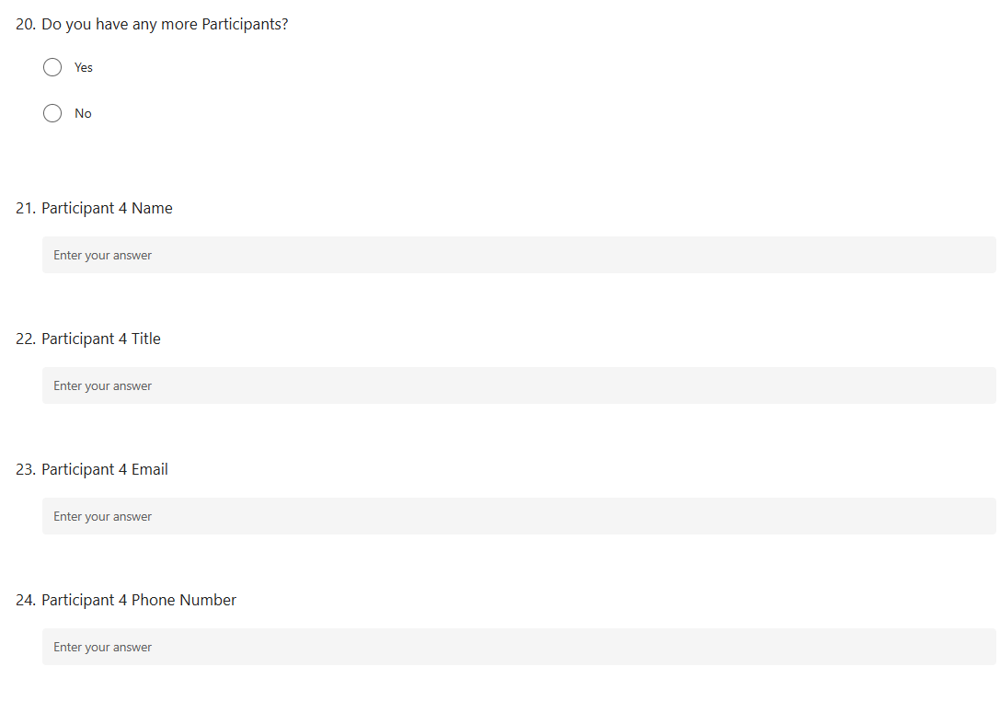 20. Do you have any more Participants?
Yes
No
21. Participant 4 Name
Enter your answer
22. Participant 4 Title
Enter your answer
23. Participant 4 Email
Enter your answer
24. Participant 4 Phone Number
Enter your answer